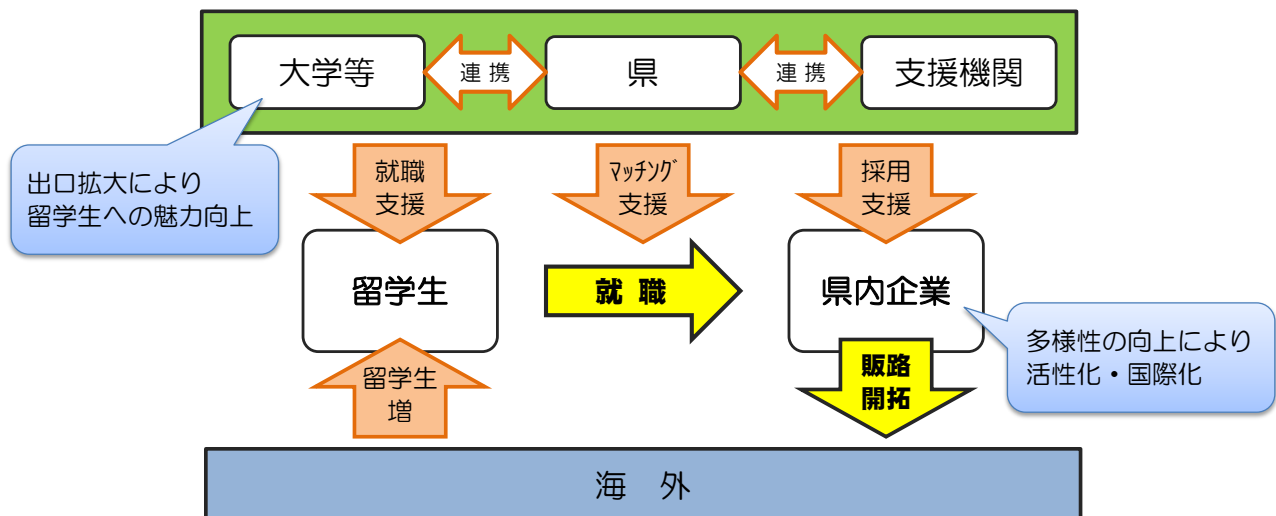 大学等
連携
県
連携
支援機関
出口拡大により
留学生への魅力向上
就職
支援
ﾏｯﾁﾝｸﾞ
支援
採用
支援
留学生
就 職
県内企業
多様性の向上により
活性化・国際化
留学生
増
販路
開拓
海 外